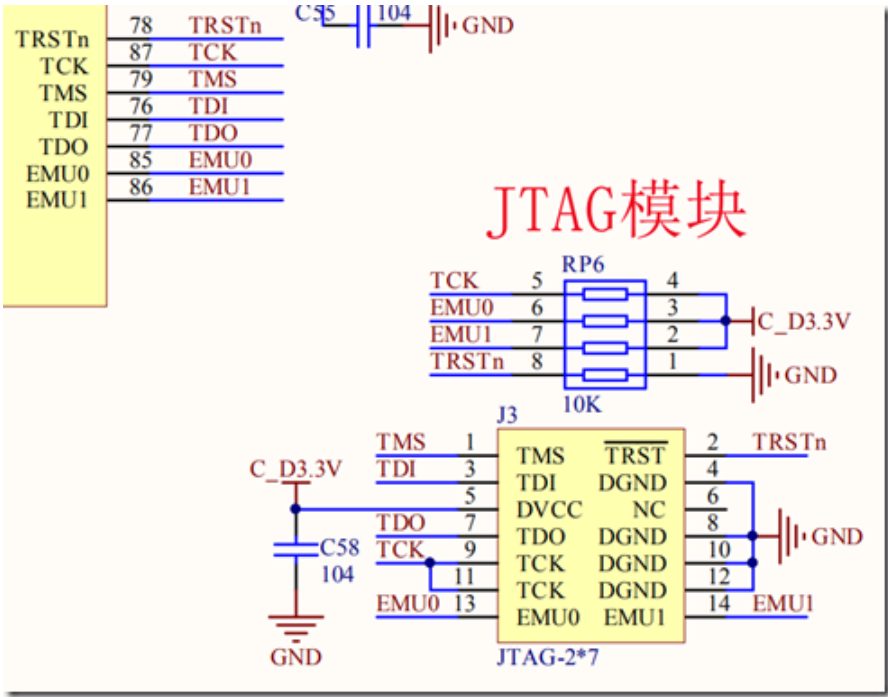 C55 104 GND
TRSTn 78 TRSTn
TCK 87 TCK
TMS 79 TMS
TDI 76 TDI
TDO 77 TDO
EMU0 85 EMU0
EMU1 86 EMU1
JTAG模块
RP6
TCK 5 4
EMU0 6 3 C_D3.3V
EMU1 7 2
TRSTn 8 1 GND
10K
J3
TMS 1 TMS TRST 2 TRSTn
TDI 3 TDI DGND 4
C_D3.3V 5 DVCC NC 6
TDO 7 TDO DGND 8 GND
TCK 9 TCK DGND 10
11 TCK DGND 12
EMU0 13 EMU0 EMU1 14 EMU1
C58
104
GND
JTAG-2*7